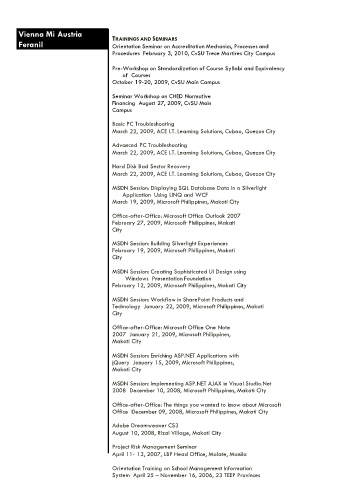 Vienna Mi Austria
Feranil
TRAININGS AND SEMINARS
Orientation Seminar on Accreditation Mechanics, Processes and
Procedures February 3, 2010, CvSU Trece Martires City Campus
Pre-Workshop on Standardization of Course Syllabi and Equivalency
of Courses
October 19-20, 2009, CvSU Main Campus
Seminar Workshop on CHED Normative
Financing August 27, 2009, CvSU Main
Campus
Basic PC Troubleshooting
March 22, 2009, ACE I.T. Learning Solutions, Cubao, Quezon City
Advanced PC Troubleshooting
March 22, 2009, ACE I.T. Learning Solutions, Cubao, Quezon City
Hard Disk Bad Sector Recovery
March 22, 2009, ACE I.T. Learning Solutions, Cubao, Quezon City
MSDN Session: Displaying SQL Database Data in a Silverlight
Application Using LINQ and WCF
March 19, 2009, Microsoft Philippines, Makati City
Office-after-Office: Microsoft Office Outlook 2007
February 27, 2009, Microsoft Philippines, Makati
City
MSDN Session: Building Silverlight Experiences
February 19, 2009, Microsoft Philippines, Makati
City
MSDN Session: Creating Sophisticated UI Design using
Windows Presentation Foundation
February 12, 2009, Microsoft Philippines, Makati City
MSDN Session: Workflow in SharePoint Products and
Technology January 22, 2009, Microsoft Philippines, Makati
City
Office-after-Office: Microsoft Office One Note
2007 January 21, 2009, Microsoft Philippines,
Makati City
MSDN Session: Enriching ASP.NET Applications with
jQuery January 15, 2009, Microsoft Philippines,
Makati City
MSDN Session: Implementing ASP.NET AJAX in Visual Studio.Net
2008 December 10, 2008, Microsoft Philippines, Makati City
Office-after-Office: The things you wanted to know about Microsoft
Office December 09, 2008, Microsoft Philippines, Makati City
Adobe Dreamweaver CS3
August 10, 2008, Rizal Village, Makati City
Project Risk Management Seminar
April 11- 13, 2007, LBP Head Office, Malate, Manila
Orientation Training on School Management Information
System April 25 – November 16, 2006, 23 TEEP Provinces